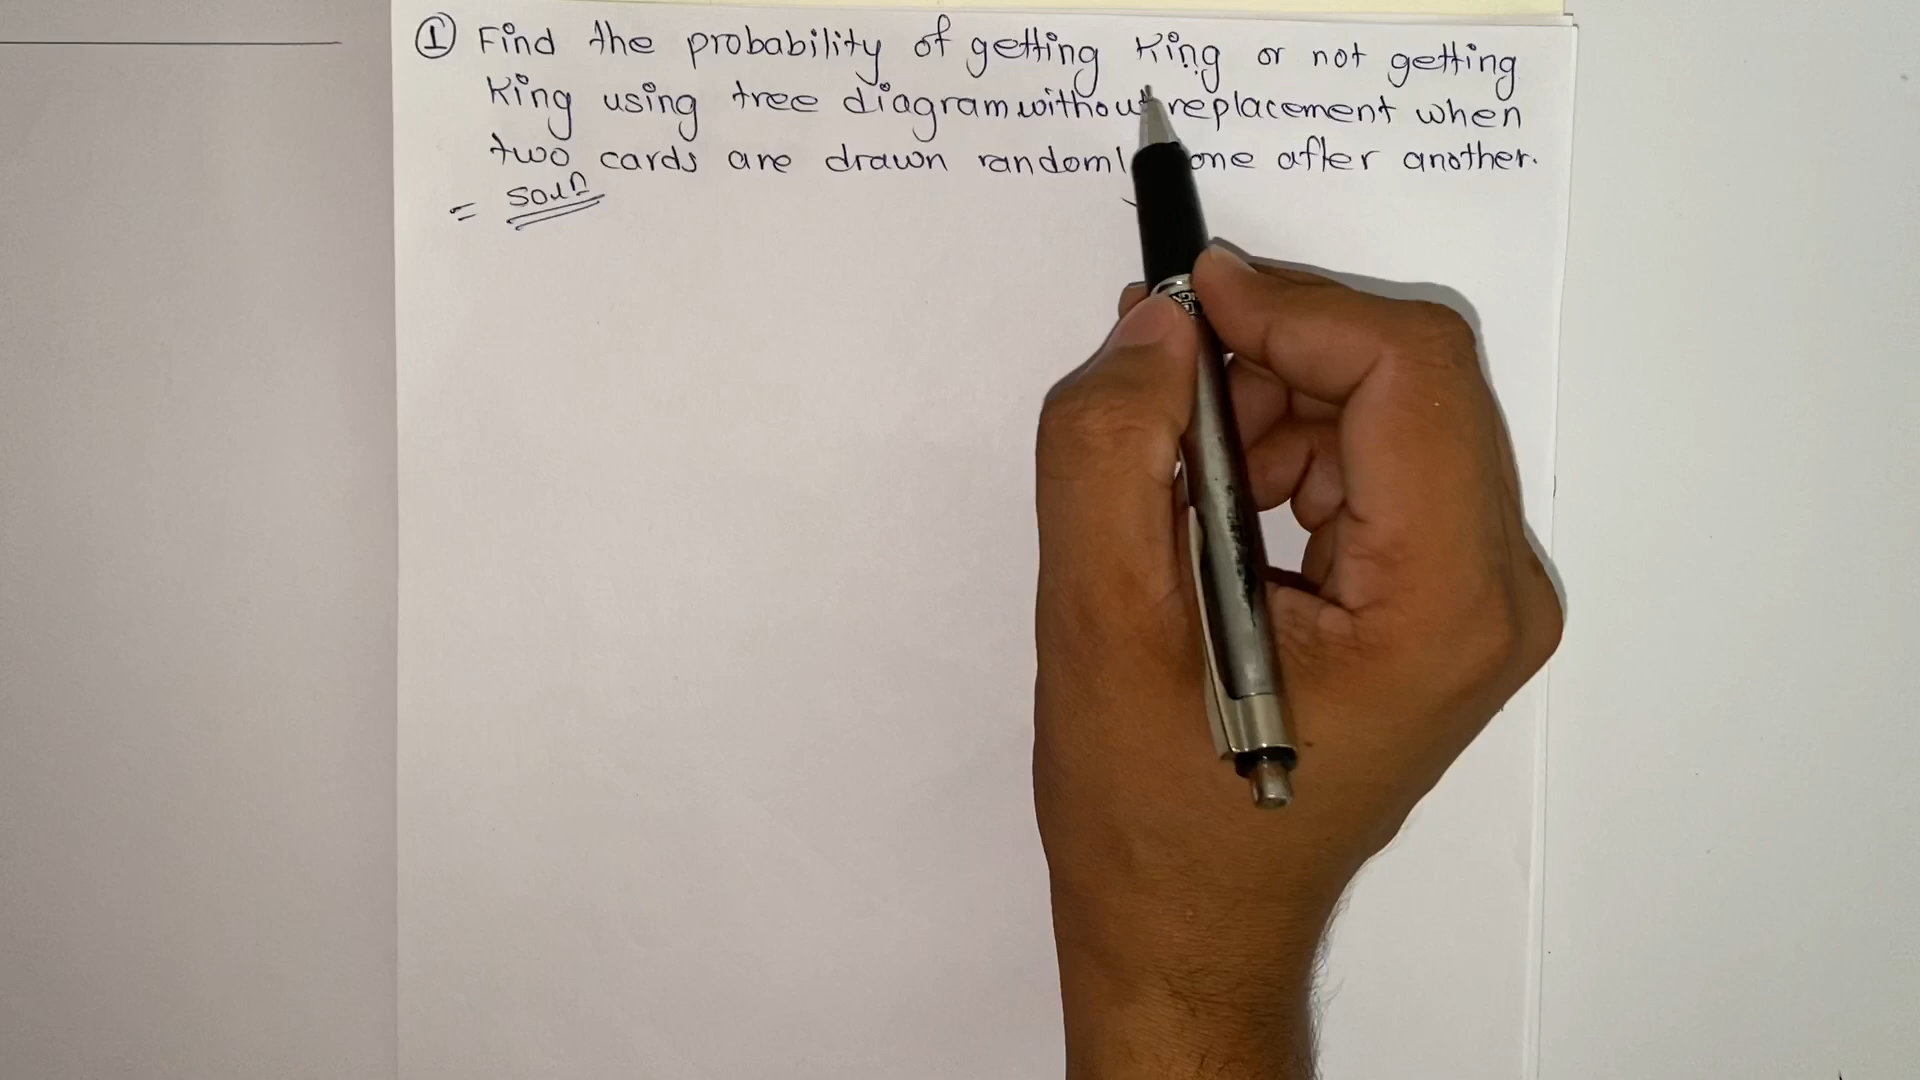 ① Find the probability of getting King or not getting
King using tree diagram without replacement when
two cards are drawn randoml one after another.
= Solⁿ